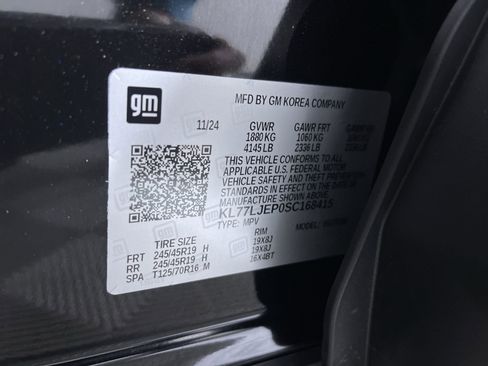 gm
MFD BY GM KOREA COMPANY
11/24 GVWR GAWR FRT
1880 KG 1060 KG
4145 LB 2336 LB
THIS VEHICLE CONFORMS TO ALL
APPLICABLE U.S. FEDERAL MOTOR
VEHICLE SAFETY AND THEFT PREVENTION
STANDARDS IN EFFECT ON THE DATE OF
MANUFACTURE SHOWN ABOVE.
KL77LJEP0SC168415
TYPE: MPV
TIRE SIZE RIM
FRT 245/45R19 H 19X8J
RR 245/45R19 H 19X8J
SPA T125/70R16 M 16X4BT